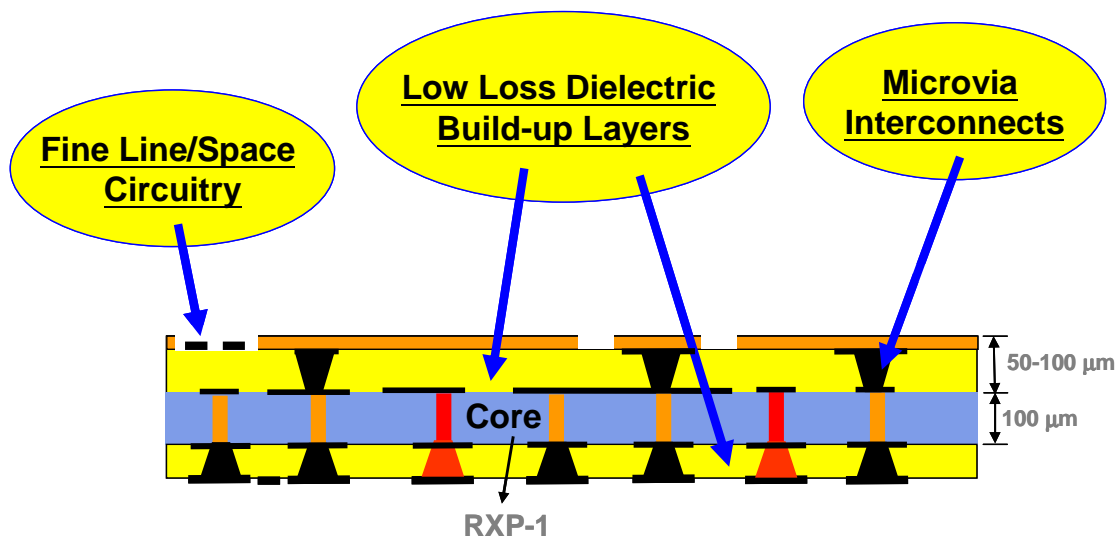 Fine Line/Space
Circuitry
Low Loss Dielectric
Build-up Layers
Microvia
Interconnects
50-100 μm
Core
100 μm
RXP-1